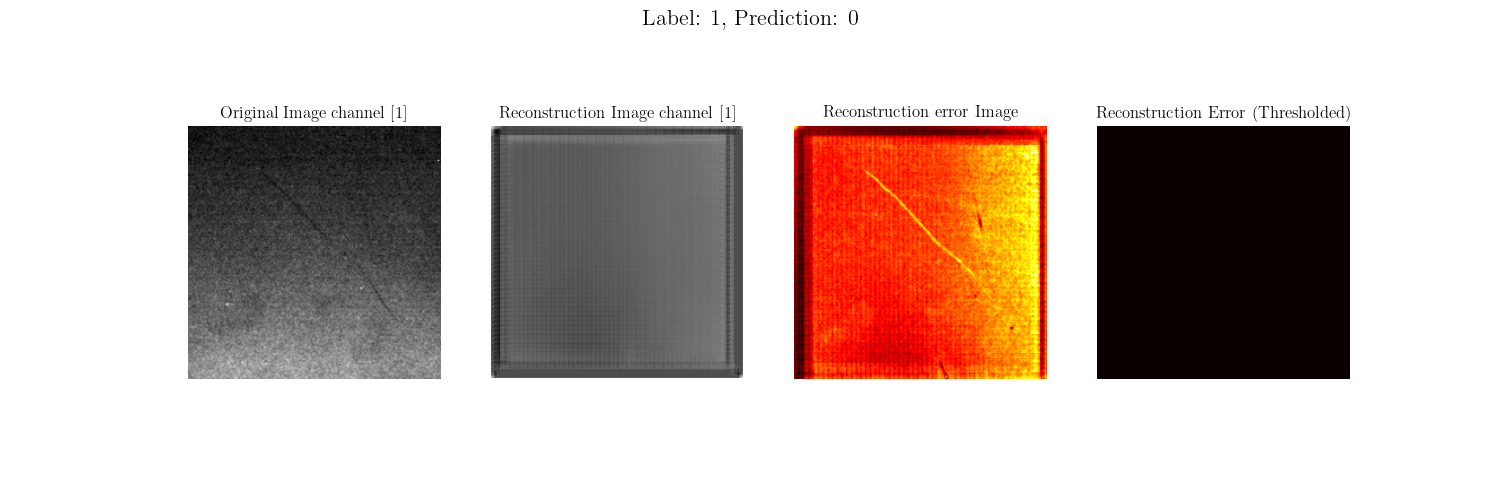 Label: 1, Prediction: 0
Original Image channel [1]
Reconstruction Image channel [1]
Reconstruction error Image
Reconstruction Error (Thresholded)